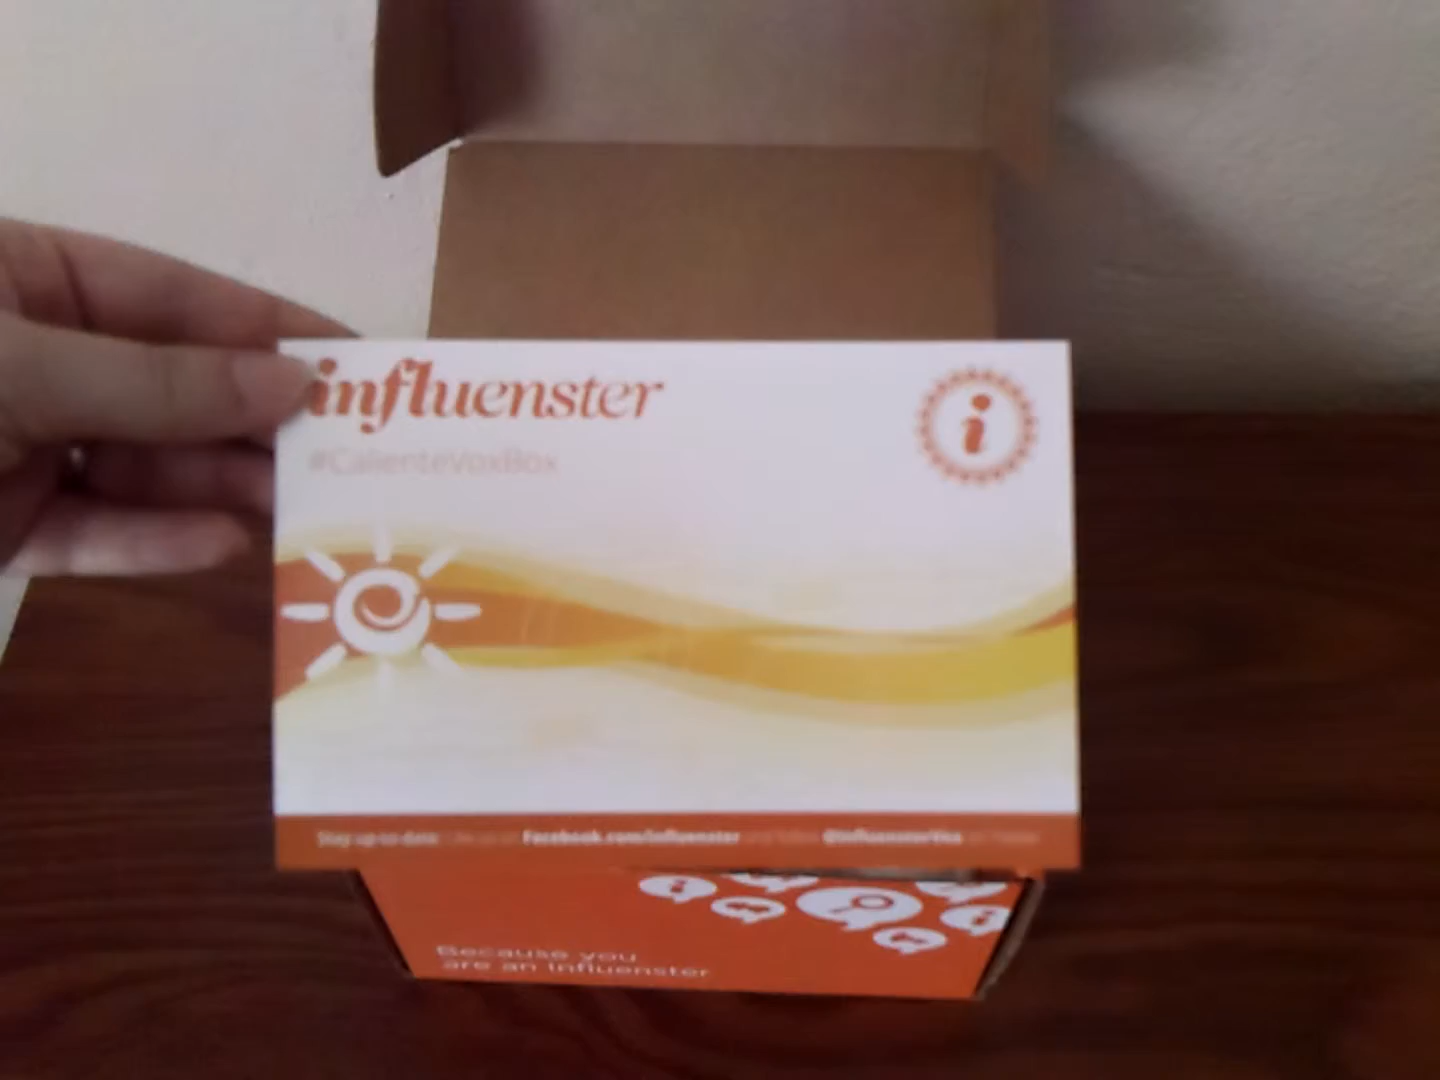 influenster
#CalienteVoxBox
i
Stay up to date Facebook.com/Influenster @InfluensterVox
Because you
are an Influenster